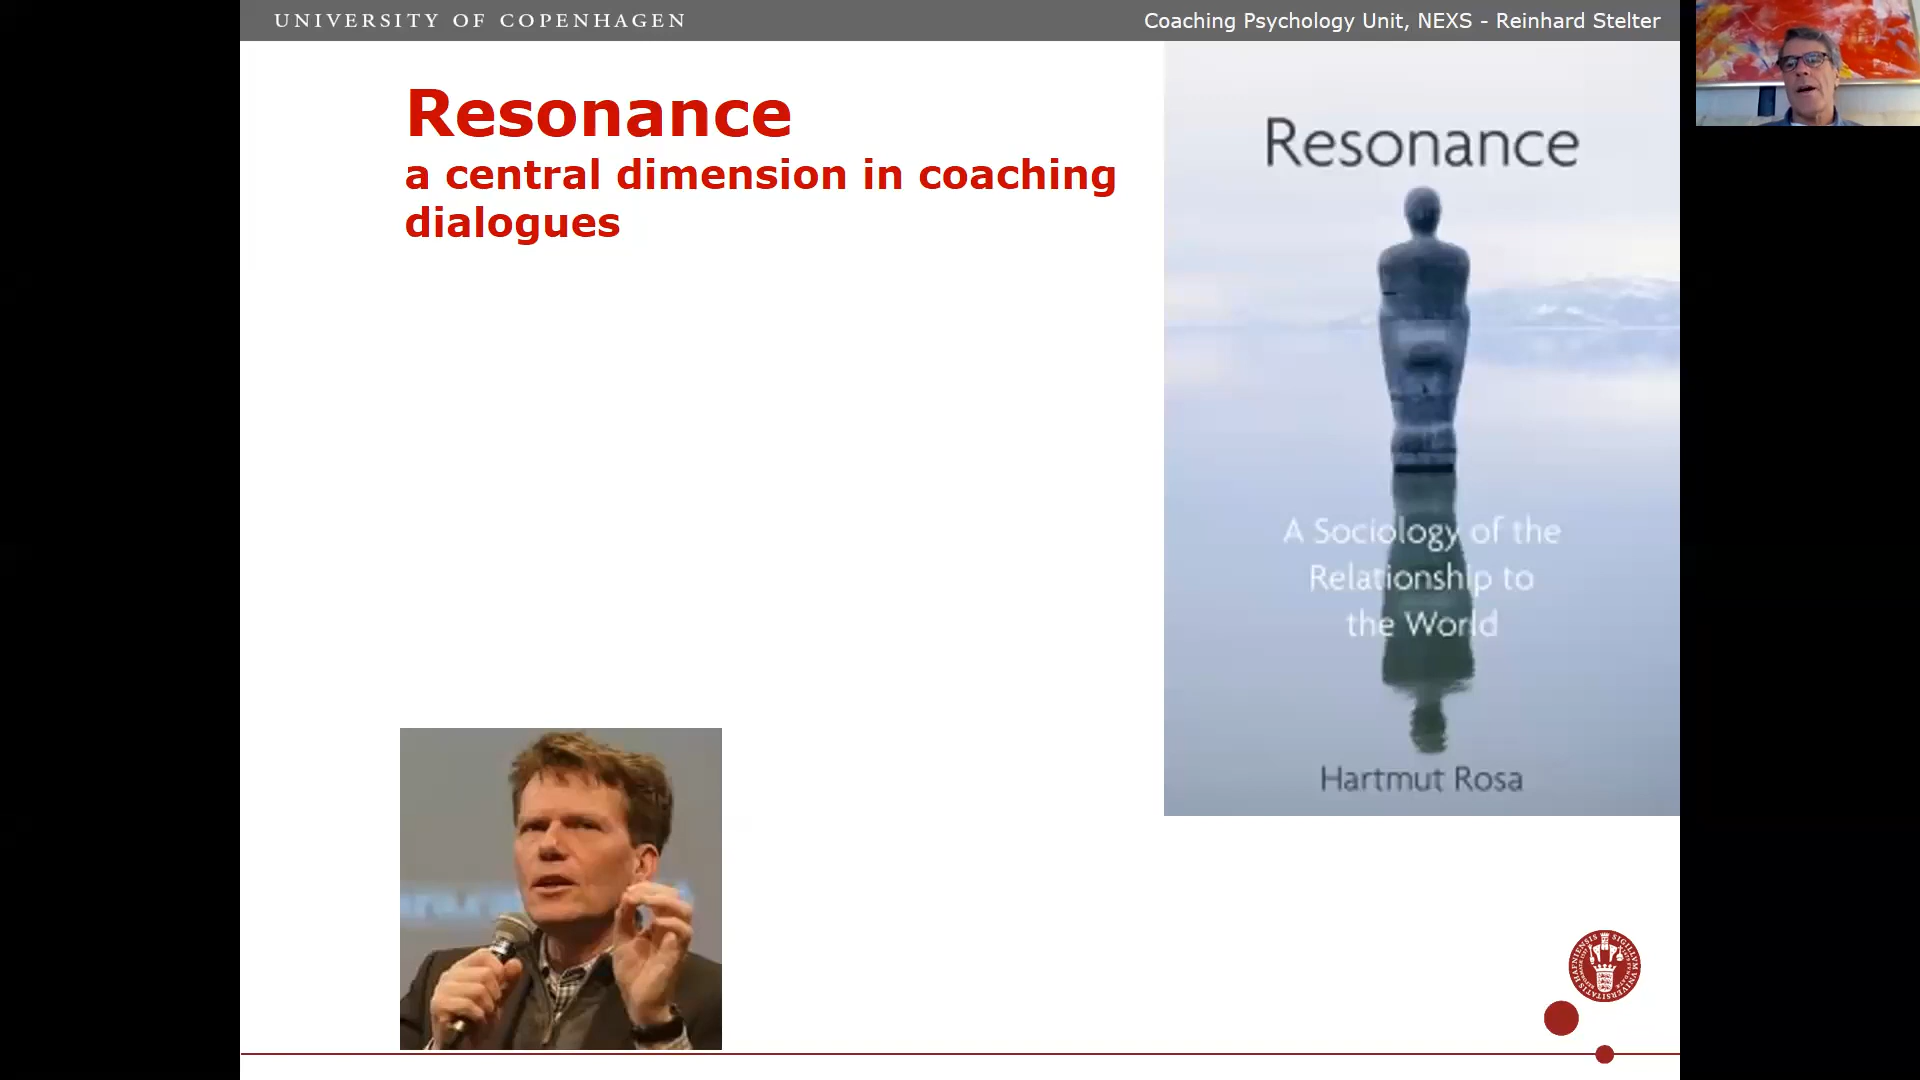 UNIVERSITY OF COPENHAGEN
Coaching Psychology Unit, NEXS - Reinhard Stelter
Resonance
a central dimension in coaching
dialogues
Resonance
A Sociology of the
Relationship to
the World
Hartmut Rosa